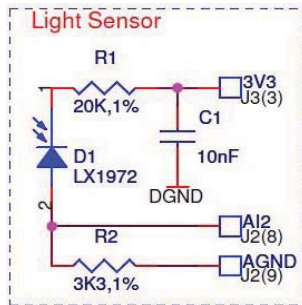 Light Sensor
R1
1
20K,1%
3V3
J3(3)
C1
10nF
D1
LX1972
DGND
2
AI2
J2(8)
R2
AGND
J2(9)
3K3,1%